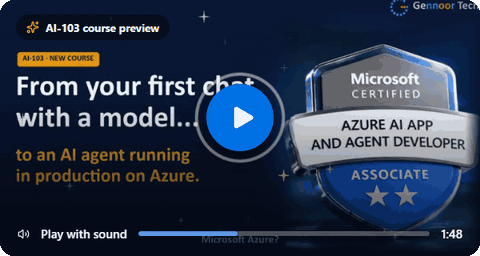 Gennoor Tech
AI-103 course preview
AI-103 · NEW COURSE
From your first chat
with a model...
to an AI agent running
in production on Azure.
Microsoft
CERTIFIED
AZURE AI APP
AND AGENT DEVELOPER
ASSOCIATE
Play with sound
1:48
Microsoft Azure?